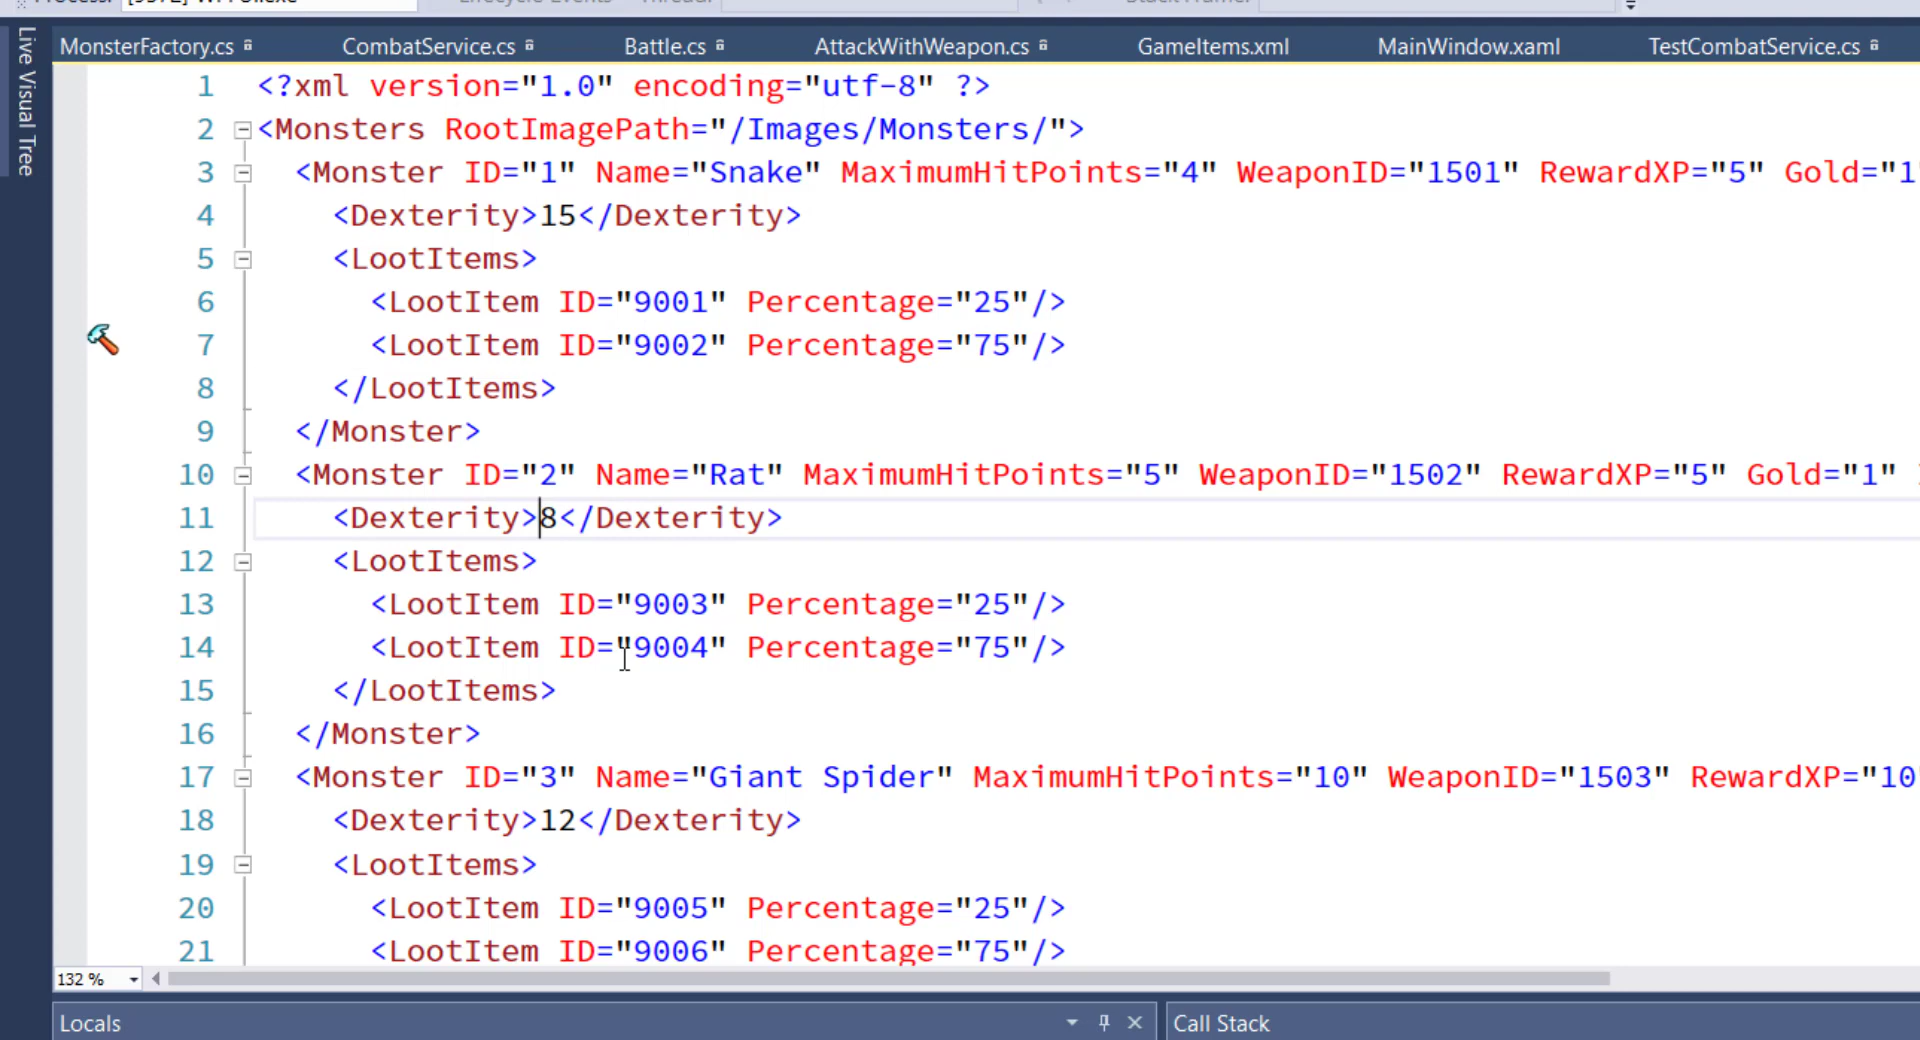 MonsterFactory.cs CombatService.cs Battle.cs AttackWithWeapon.cs GameItems.xml MainWindow.xaml TestCombatService.cs
Live Visual Tree
1 <?xml version="1.0" encoding="utf-8" ?>
2 <Monsters RootImagePath="/Images/Monsters/">
3 <Monster ID="1" Name="Snake" MaximumHitPoints="4" WeaponID="1501" RewardXP="5" Gold="1
4 <Dexterity>15</Dexterity>
5 <LootItems>
6 <LootItem ID="9001" Percentage="25"/>
7 <LootItem ID="9002" Percentage="75"/>
8 </LootItems>
9 </Monster>
10 <Monster ID="2" Name="Rat" MaximumHitPoints="5" WeaponID="1502" RewardXP="5" Gold="1"
11 <Dexterity>8</Dexterity>
12 <LootItems>
13 <LootItem ID="9003" Percentage="25"/>
14 <LootItem ID="9004" Percentage="75"/>
15 </LootItems>
16 </Monster>
17 <Monster ID="3" Name="Giant Spider" MaximumHitPoints="10" WeaponID="1503" RewardXP="10
18 <Dexterity>12</Dexterity>
19 <LootItems>
20 <LootItem ID="9005" Percentage="25"/>
21 <LootItem ID="9006" Percentage="75"/>
132 %
Locals
Call Stack